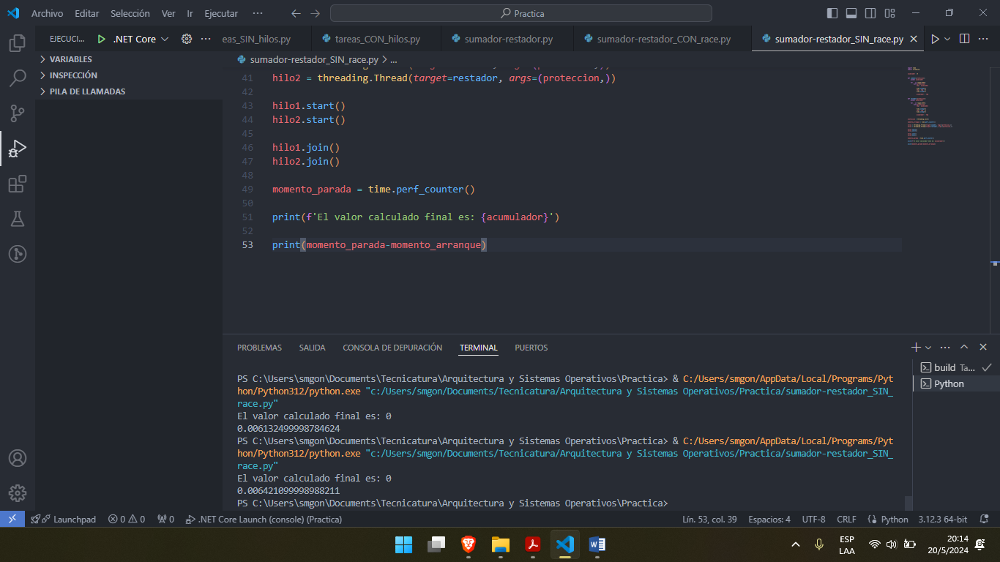 Archivo Editar Selección Ver Ir Ejecutar ··· Practica
EJECUCI... .NET Core ··· eas_SIN_hilos.py tareas_CON_hilos.py sumador-restador.py sumador-restador_CON_race.py sumador-restador_SIN_race.py
VARIABLES
INSPECCIÓN
PILA DE LLAMADAS
sumador-restador_SIN_race.py > ...
41 hilo2 = threading.Thread(target=restador, args=(proteccion,))
42
43 hilo1.start()
44 hilo2.start()
45
46 hilo1.join()
47 hilo2.join()
48
49 momento_parada = time.perf_counter()
50
51 print(f'El valor calculado final es: {acumulador}')
52
53 print(momento_parada-momento_arranque)
PROBLEMAS SALIDA CONSOLA DE DEPURACIÓN TERMINAL PUERTOS
build Ta...
Python
PS C:\Users\smgon\Documents\Tecnicatura\Arquitectura y Sistemas Operativos\Practica> & C:/Users/smgon/AppData/Local/Programs/Pyt
hon/Python312/python.exe "c:/Users/smgon/Documents/Tecnicatura/Arquitectura y Sistemas Operativos/Practica/sumador-restador_SIN_
race.py"
El valor calculado final es: 0
0.006132499998784624
PS C:\Users\smgon\Documents\Tecnicatura\Arquitectura y Sistemas Operativos\Practica> & C:/Users/smgon/AppData/Local/Programs/Pyt
hon/Python312/python.exe "c:/Users/smgon/Documents/Tecnicatura/Arquitectura y Sistemas Operativos/Practica/sumador-restador_SIN_
race.py"
El valor calculado final es: 0
0.006421099998988211
PS C:\Users\smgon\Documents\Tecnicatura\Arquitectura y Sistemas Operativos\Practica>
Launchpad 0 0 0 .NET Core Launch (console) (Practica) Lín. 53, col. 39 Espacios: 4 UTF-8 CRLF Python 3.12.3 64-bit
ESP
LAA
20:14
20/5/2024